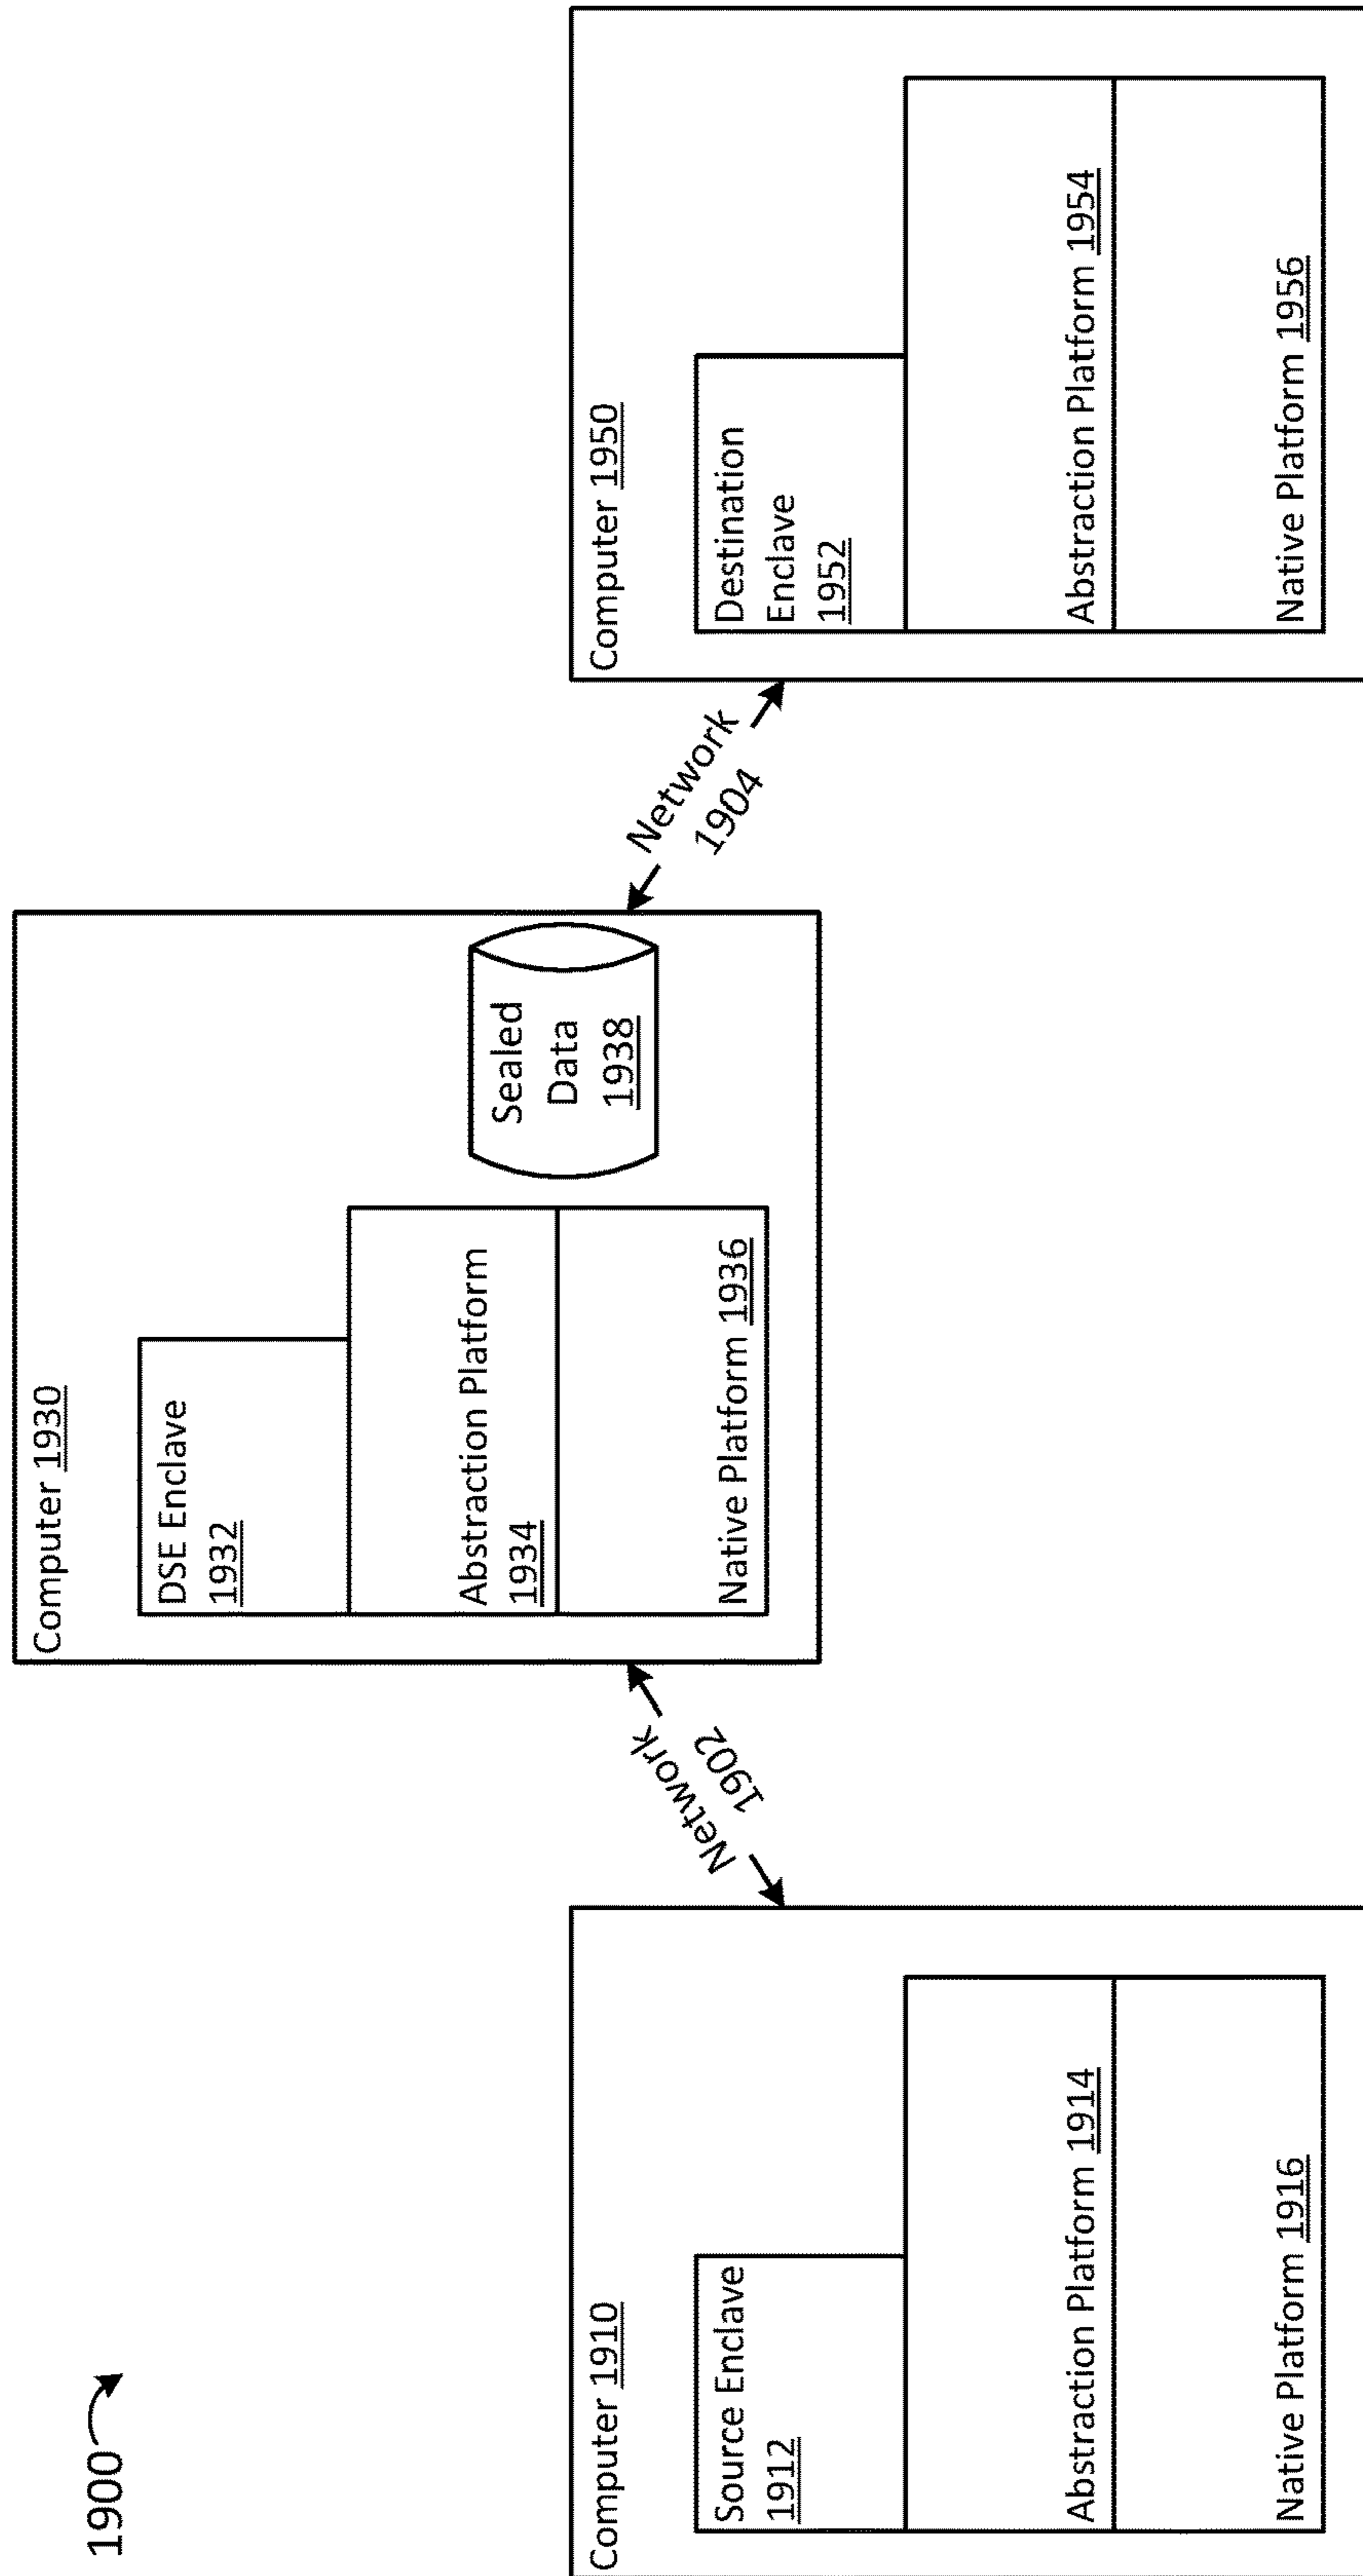 1900
Computer 1910
Source Enclave
1912
Abstraction Platform 1914
Native Platform 1916
Network
1902
Computer 1930
DSE Enclave
1932
Abstraction Platform
1934
Native Platform 1936
Sealed
Data
1938
Network
1904
Computer 1950
Destination
Enclave
1952
Abstraction Platform 1954
Native Platform 1956